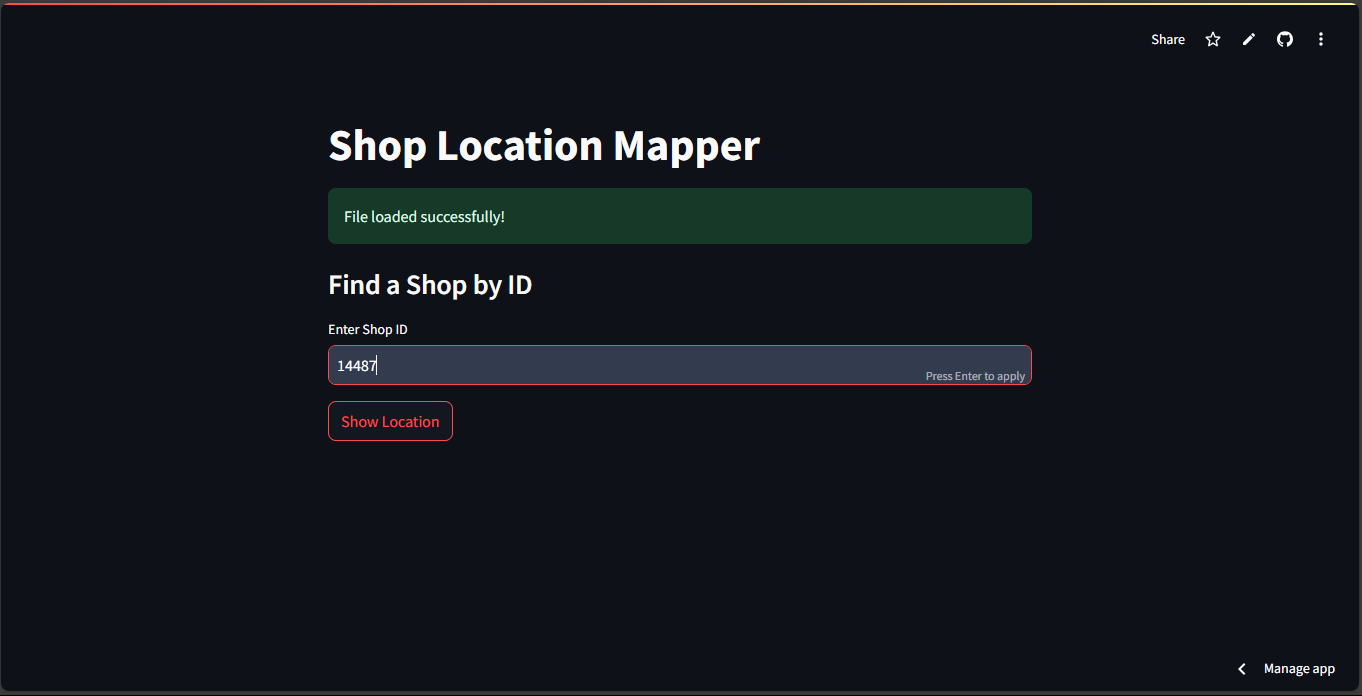 Share
Shop Location Mapper
File loaded successfully!
Find a Shop by ID
Enter Shop ID
14487
Press Enter to apply
Show Location
Manage app